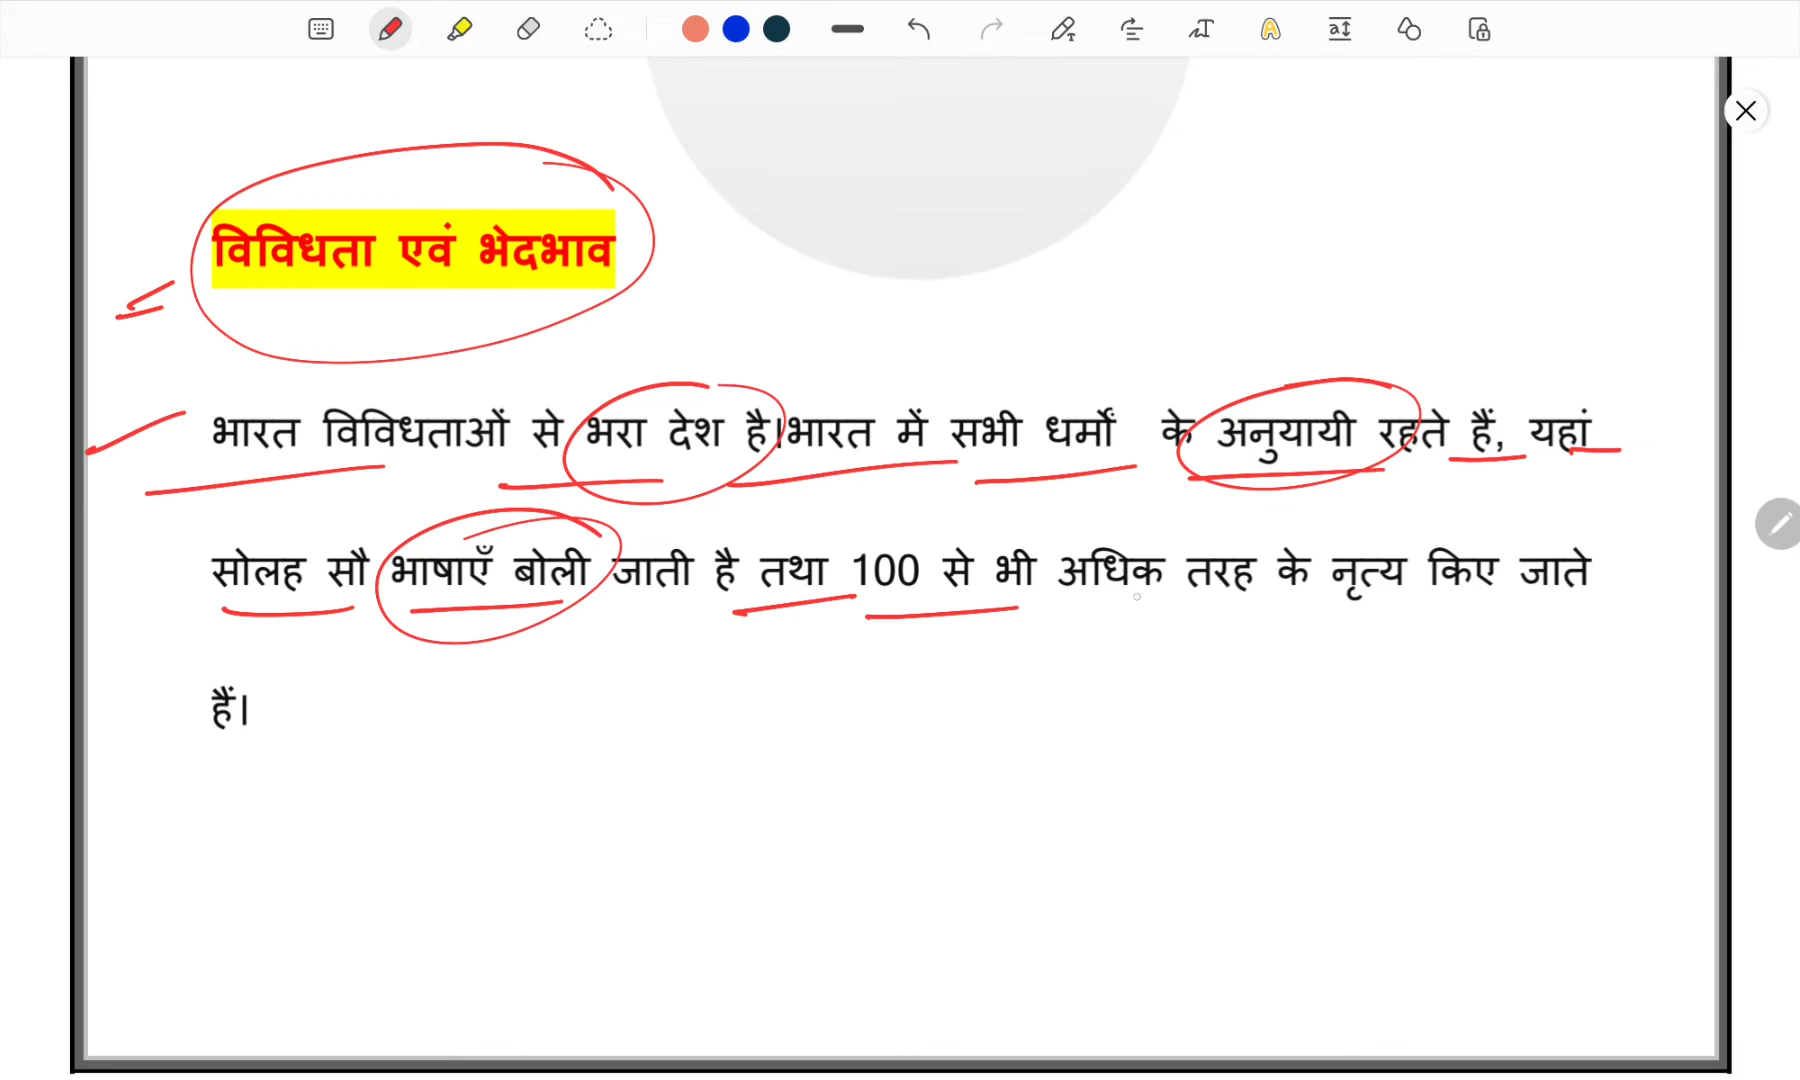 विविधता एवं भेदभाव
भारत विविधताओं से भरा देश है।भारत में सभी धर्मों के अनुयायी रहते हैं, यहां
सोलह सौ भाषाएँ बोली जाती है तथा 100 से भी अधिक तरह के नृत्य किए जाते
हैं।